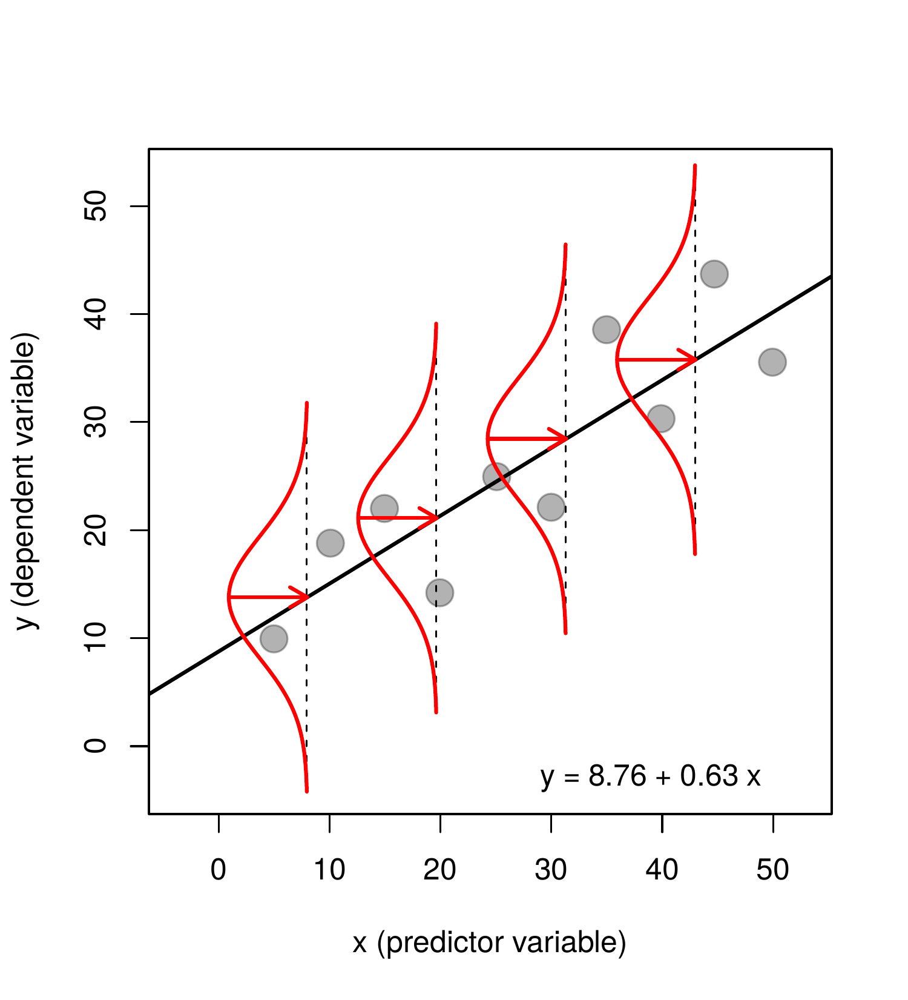 y (dependent variable)
50
40
30
20
10
0
y = 8.76 + 0.63 x
0 10 20 30 40 50
x (predictor variable)